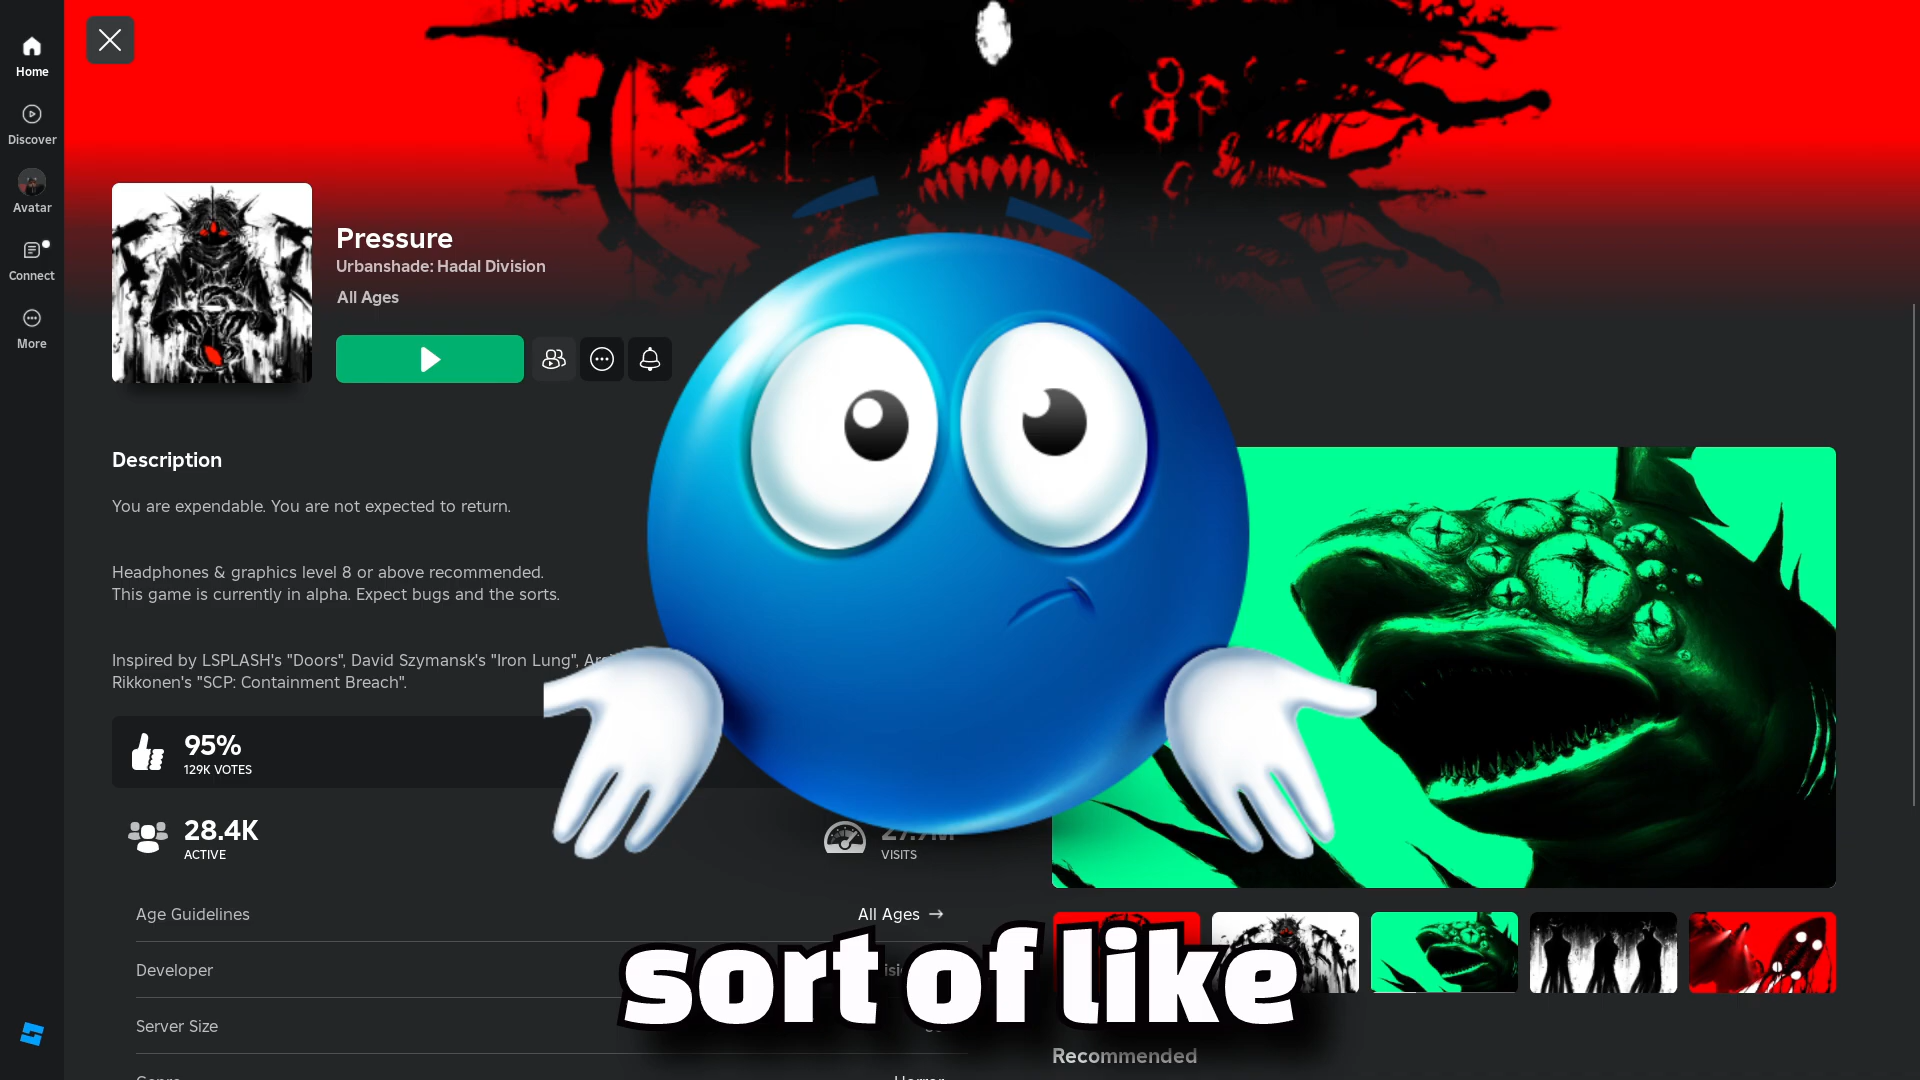 Home
Discover
Avatar
Connect
More
Pressure
Urbanshade: Hadal Division
All Ages
Description
You are expendable. You are not expected to return.
Headphones & graphics level 8 or above recommended.
This game is currently in alpha. Expect bugs and the sorts.
Inspired by LSPLASH's "Doors", David Szymansk's "Iron Lung",
Rikkonen's "SCP: Containment Breach".
95%
129K VOTES
28.4K
ACTIVE
VISITS
Age Guidelines
All Ages →
Developer
Server Size
sort of like
Recommended